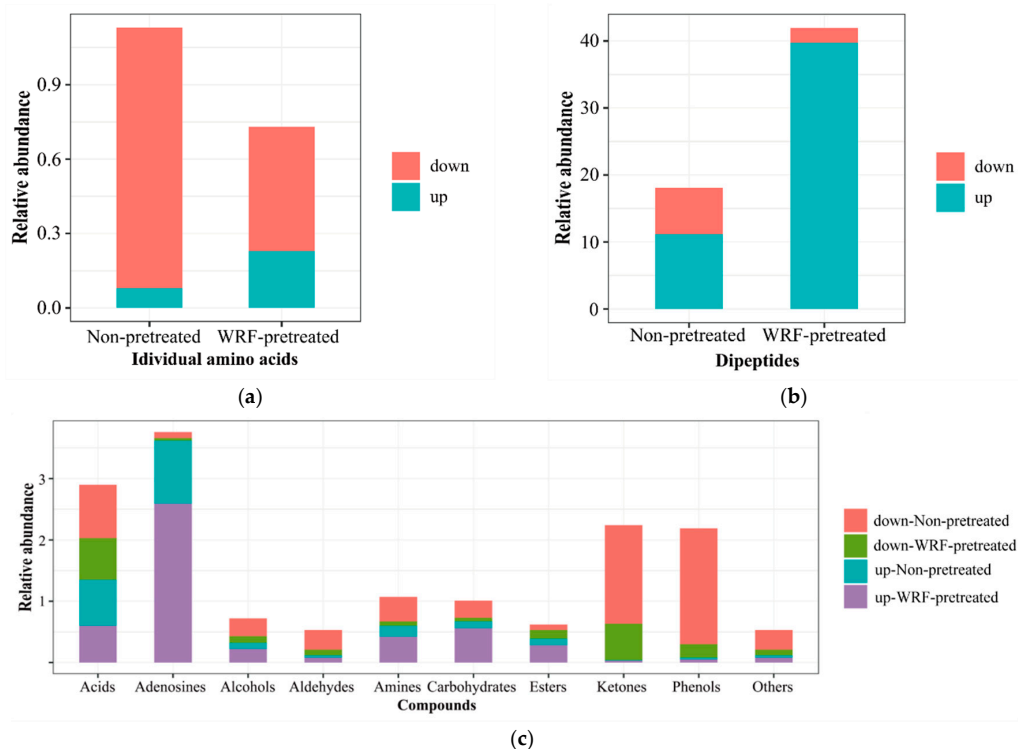 Relative abundance
0.9
0.6
0.3
0.0
Non-pretreated WRF-pretreated
Idividual amino acids
down
up
(a)
Relative abundance
40
30
20
10
0
Non-pretreated WRF-pretreated
Dipeptides
down
up
(b)
Relative abundance
3
2
1
Acids Adenosines Alcohols Aldehydes Amines Carbohydrates Esters Ketones Phenols Others
Compounds
down-Non-pretreated
down-WRF-pretreated
up-Non-pretreated
up-WRF-pretreated
(c)